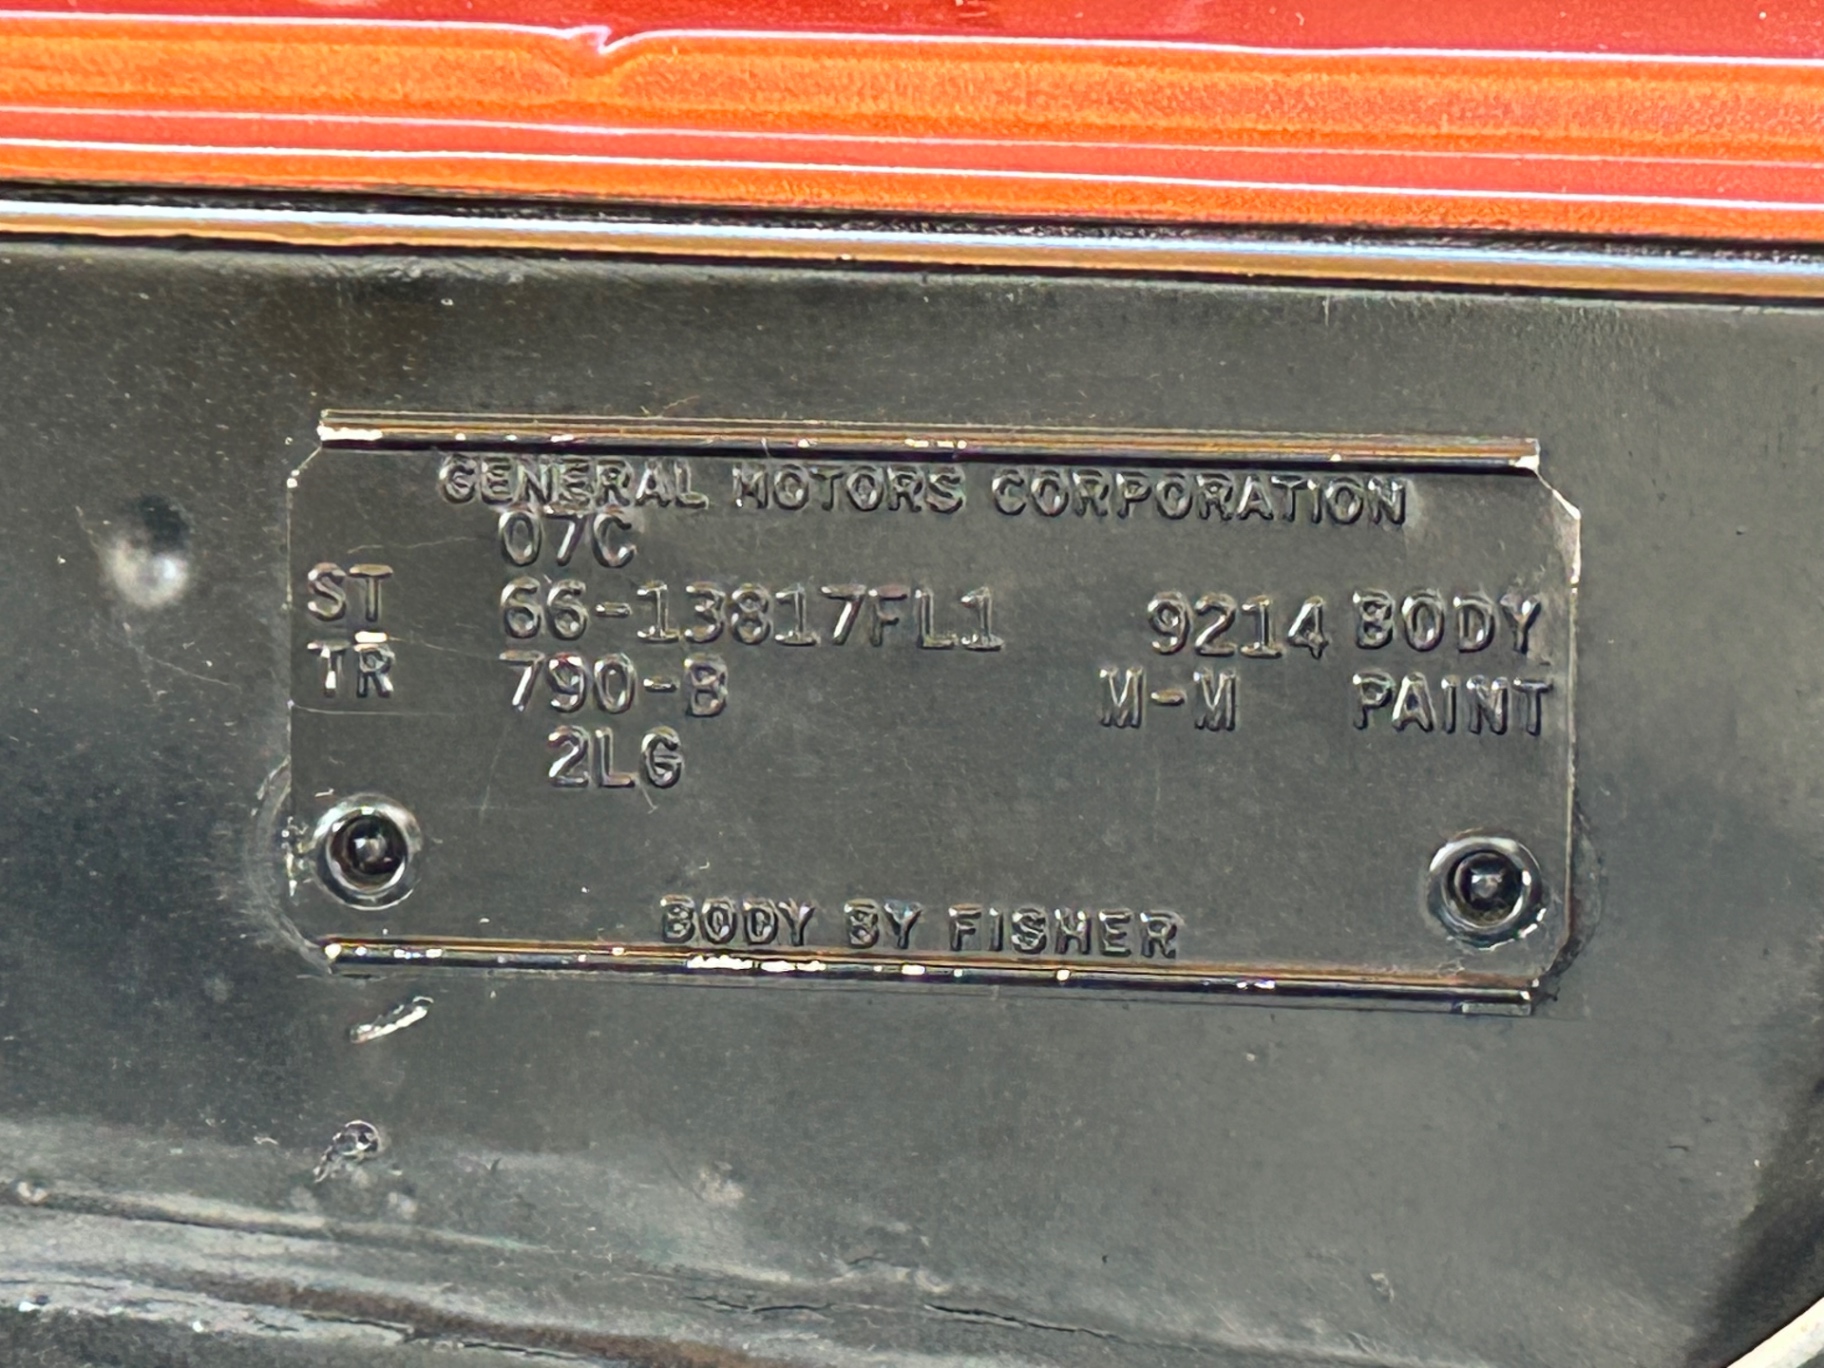 GENERAL MOTORS CORPORATION
07C
ST 66-13817FL1 9214 BODY
TR 790-B M-M PAINT
2LG
BODY BY FISHER